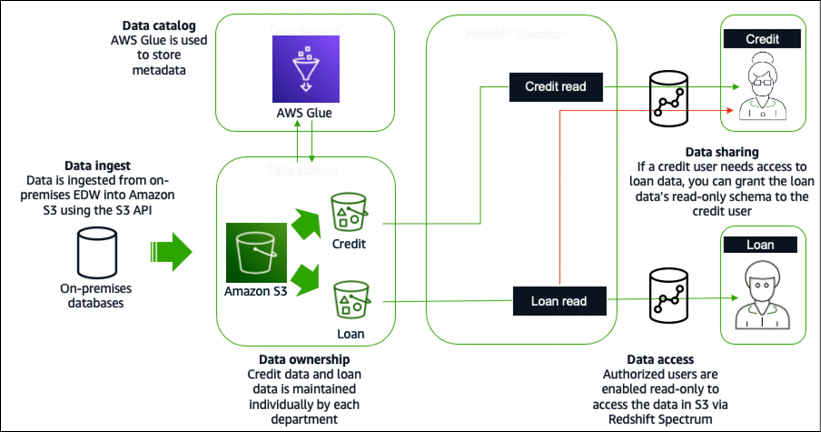 Data catalog
AWS Glue is used
to store
metadata
Data catalog
AWS Glue
Redshift Spectrum
Credit read
Credit
Data sharing
If a credit user needs access to
loan data, you can grant the loan
data's read-only schema to the
credit user
Data ingest
Data is ingested from on-
premises EDW into Amazon
S3 using the S3 API
On-premises
databases
Data storage
Amazon S3
Credit
Loan
Loan read
Loan
Data ownership
Credit data and loan
data is maintained
individually by each
department
Data access
Authorized users are
enabled read-only to
access the data in S3 via
Redshift Spectrum